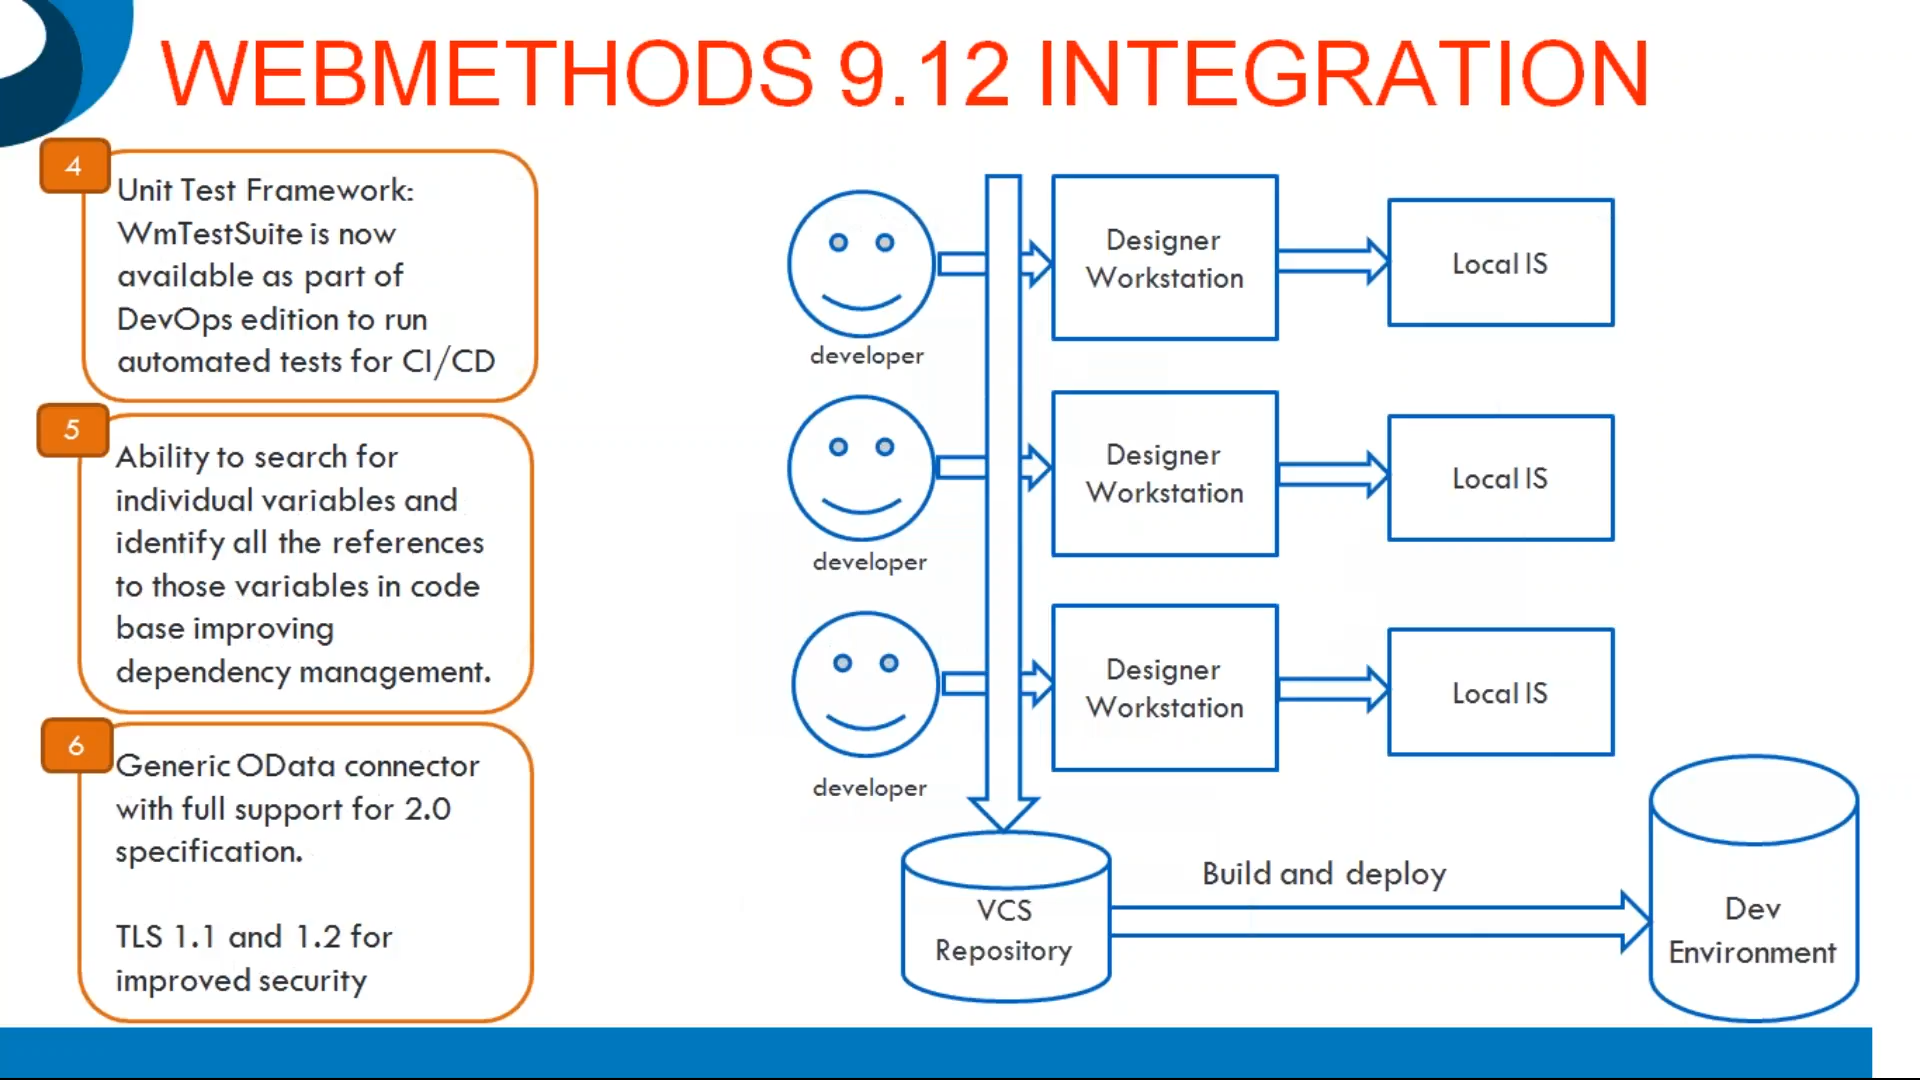 WEBMETHODS 9.12 INTEGRATION
4
Unit Test Framework:
WmTestSuite is now
available as part of
DevOps edition to run
automated tests for CI/CD
5
Ability to search for
individual variables and
identify all the references
to those variables in code
base improving
dependency management.
6
Generic OData connector
with full support for 2.0
specification.
TLS 1.1 and 1.2 for
improved security
developer
Designer
Workstation
Local IS
developer
Designer
Workstation
Local IS
developer
Designer
Workstation
Local IS
VCS
Repository
Build and deploy
Dev
Environment